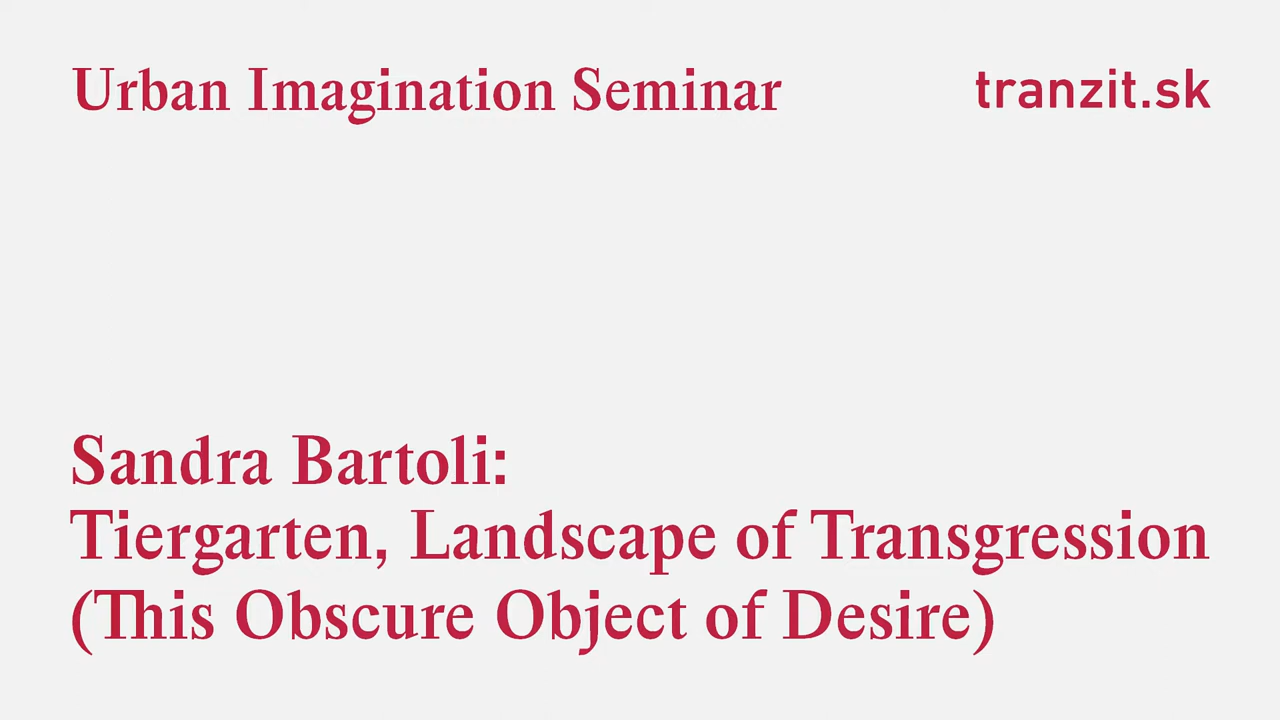 Urban Imagination Seminar
tranzit.sk
Sandra Bartoli:
Tiergarten, Landscape of Transgression
(This Obscure Object of Desire)